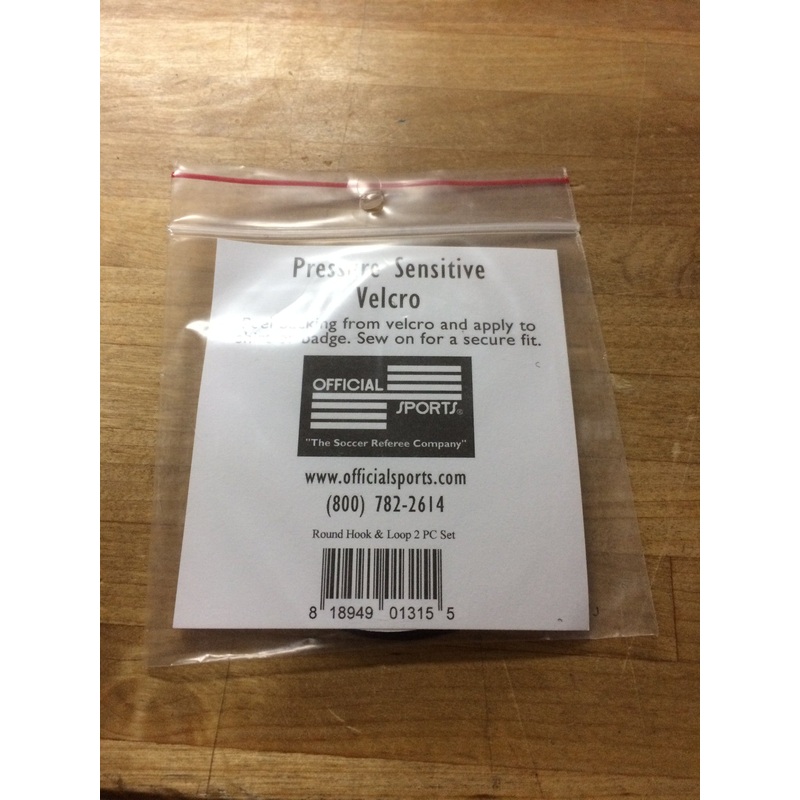 Pressure Sensitive
Velcro
backing from velcro and apply to
badge. Sew on for a secure fit.
OFFICIAL
SPORTS®
"The Soccer Referee Company"
www.officialsports.com
(800) 782-2614
Round Hook & Loop 2 PC Set
8 18949 01315 5